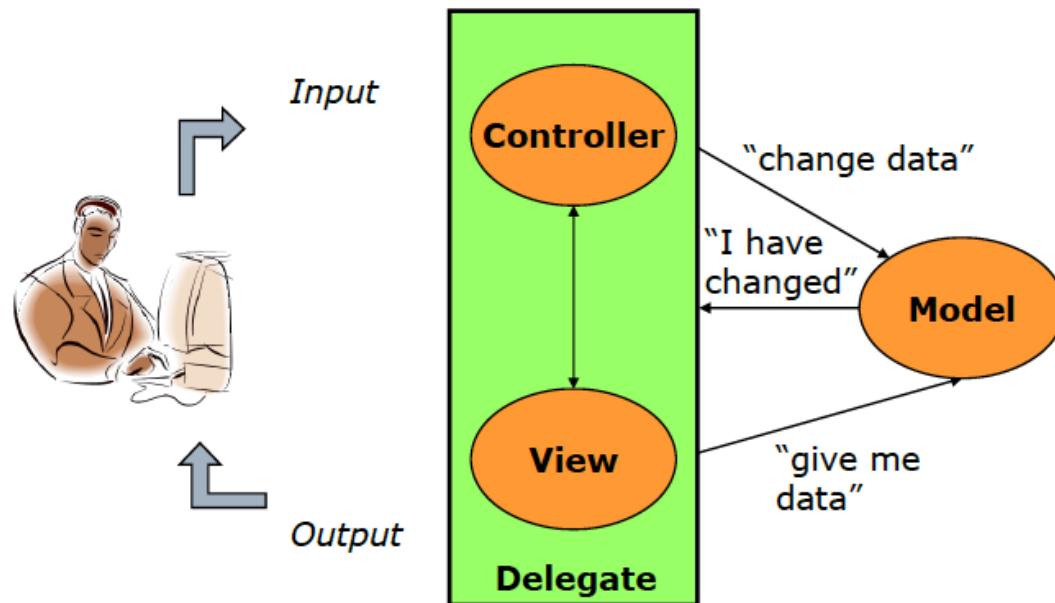 Input
Controller
“change data”
“I have
changed”
Model
View
“give me
data”
Output
Delegate